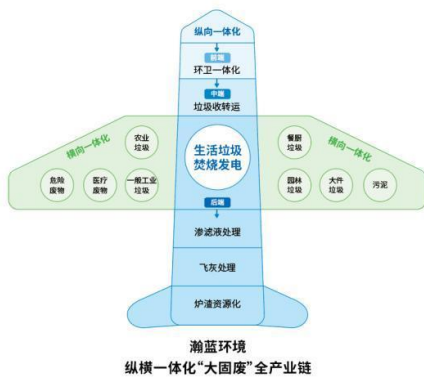 纵向一体化
前端
环卫一体化
中端
垃圾收转运
横向一体化
农业
垃圾
危险
废物
医疗
废物
一般工业
垃圾
生活垃圾
焚烧发电
横向一体化
餐厨
垃圾
园林
垃圾
大件
垃圾
污泥
后端
渗滤液处理
飞灰处理
炉渣资源化
瀚蓝环境
纵横一体化“大固废”全产业链